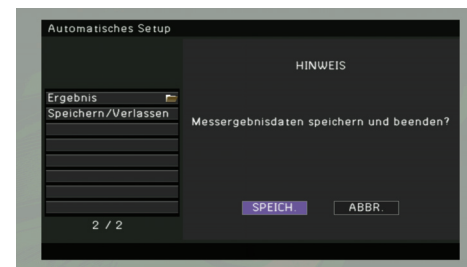 Automatisches Setup
HINWEIS
Ergebnis
Speichern/Verlassen
Messergebnisdaten speichern und beenden?
SPEICH.
ABBR.
2 / 2